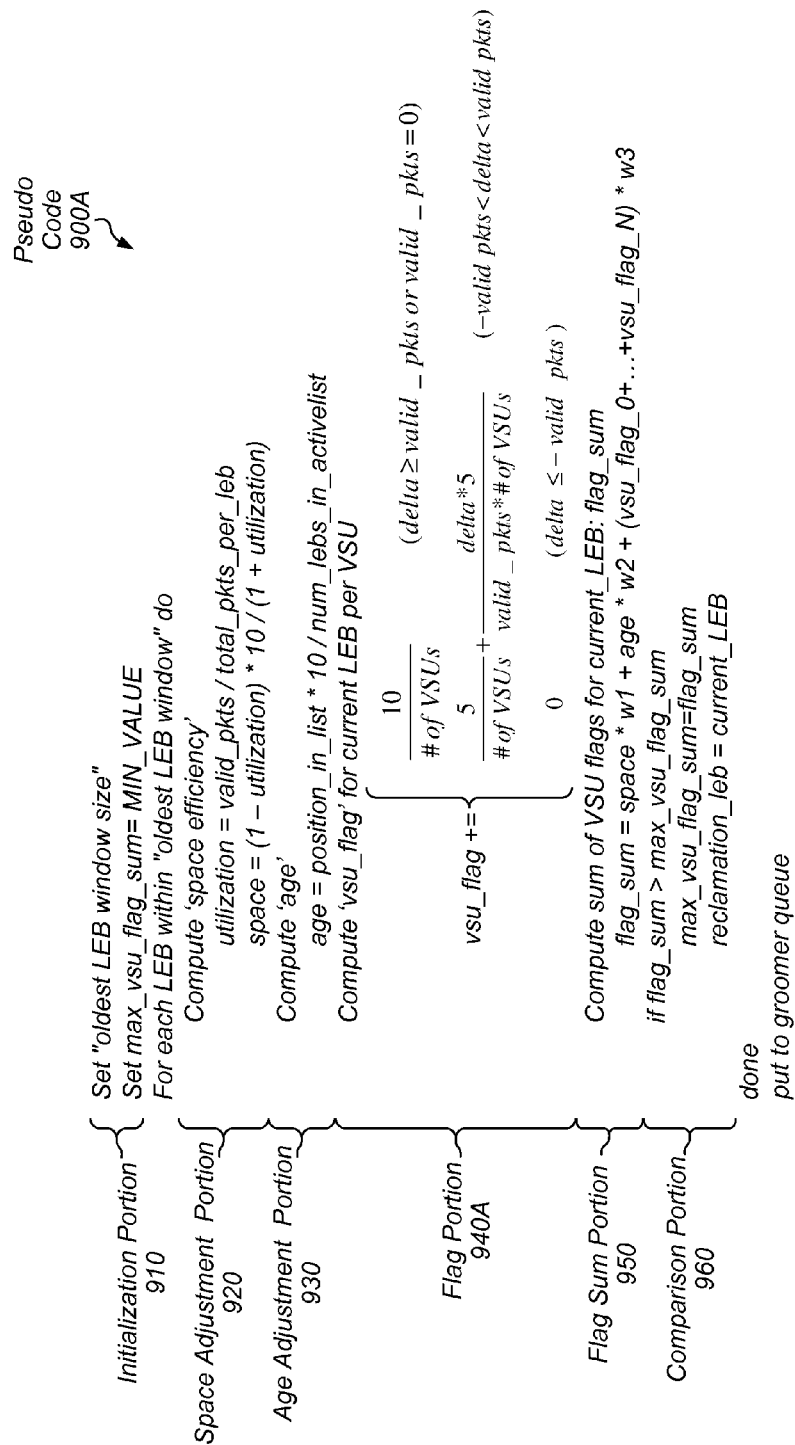 Pseudo
Code
900A
Initialization Portion
910
Set "oldest LEB window size"
Set max_vsu_flag_sum= MIN_VALUE
For each LEB within "oldest LEB window" do
Space Adjustment Portion
920
Compute ‘space efficiency’
utilization = valid_pkts / total_pkts_per_leb
space = (1 – utilization) * 10 / (1 + utilization)
Age Adjustment Portion
930
Compute ‘age’
age = position_in_list * 10 / num_lebs_in_activelist
Flag Portion
940A
Compute ‘vsu_flag’ for current LEB per VSU
vsu_flag +=
10
# of VSUs
(delta ≥ valid _ pkts or valid _ pkts = 0)
5
# of VSUs
+
delta*5
valid _ pkts*# of VSUs
(–valid pkts < delta < valid pkts)
0
(delta ≤ – valid pkts )
Flag Sum Portion
950
Compute sum of VSU flags for current_LEB: flag_sum
flag_sum = space * w1 + age * w2 + (vsu_flag_0+...+vsu_flag_N) * w3
Comparison Portion
960
if flag_sum > max_vsu_flag_sum
max_vsu_flag_sum=flag_sum
reclamation_leb = current_LEB
done
put to groomer queue